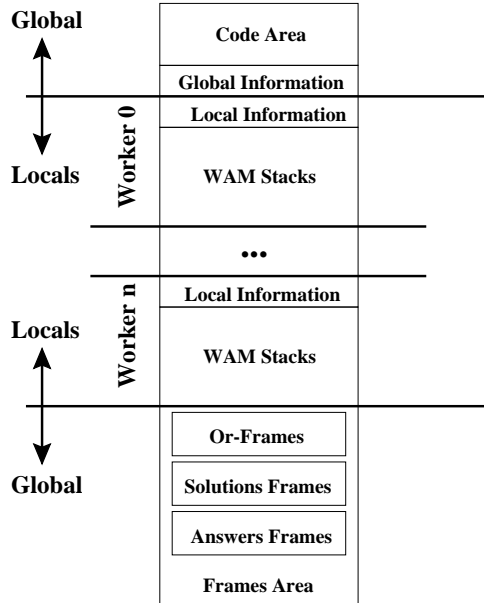 Global
Code Area
Global Information
Local Information
Worker 0
Locals
WAM Stacks
...
Local Information
Worker n
Locals
WAM Stacks
Or-Frames
Global
Solutions Frames
Answers Frames
Frames Area